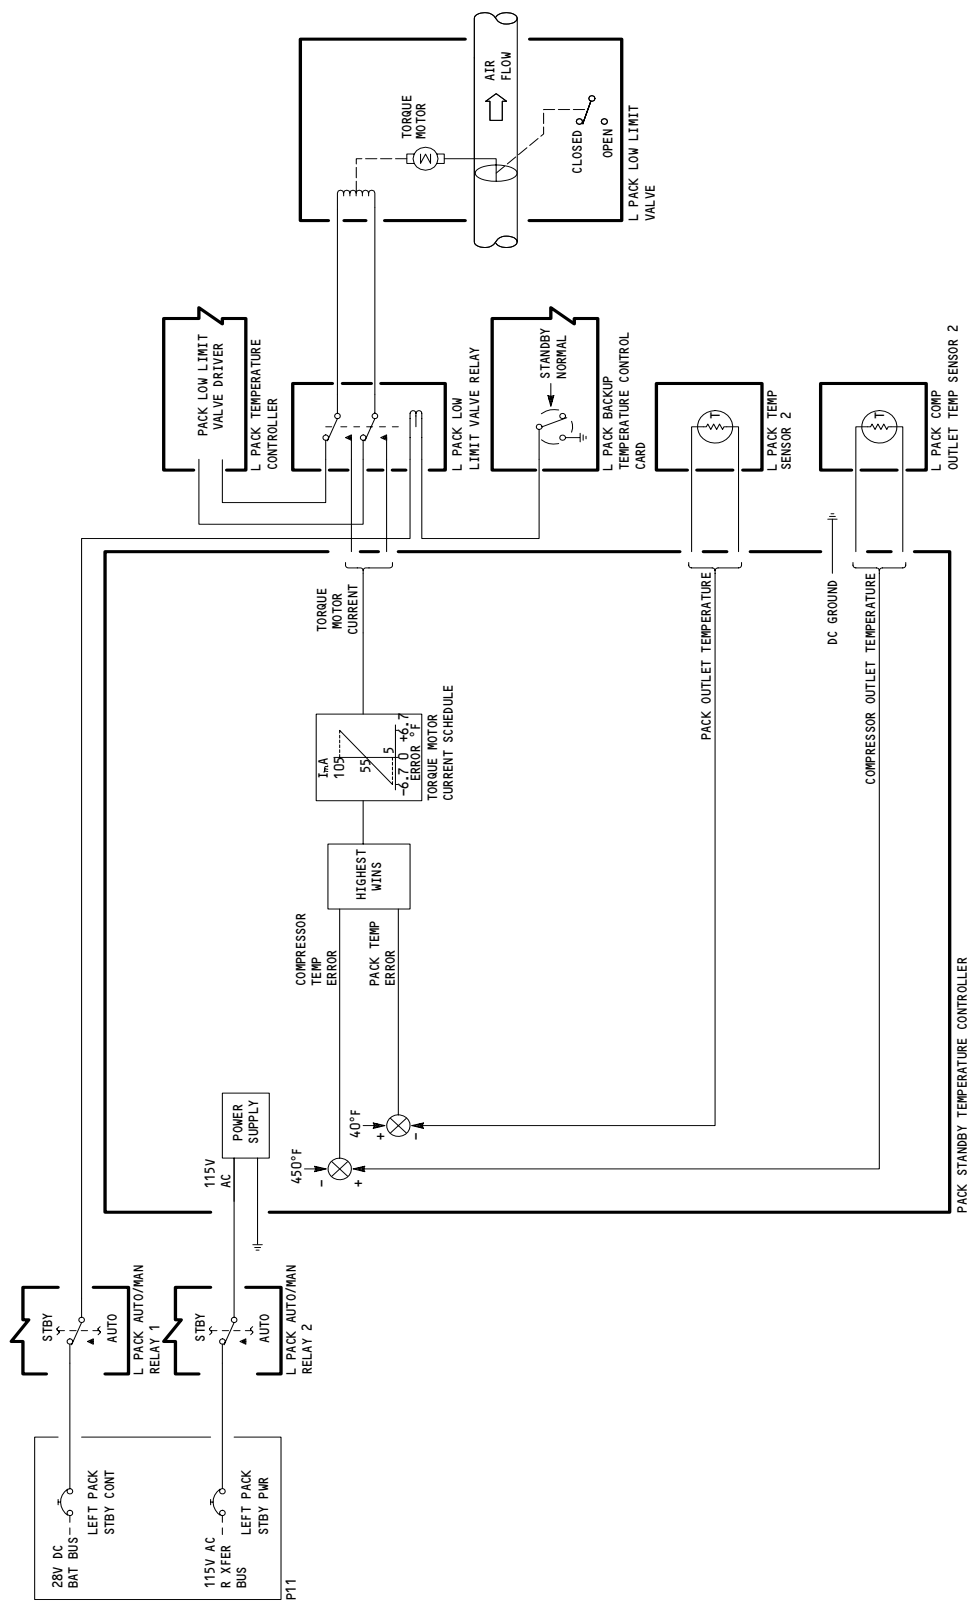 28V DC
BAT BUS
LEFT PACK
STBY CONT
115V AC
R XFER
BUS
LEFT PACK
STBY PWR
P11
STBY
AUTO
L PACK AUTO/MAN
RELAY 1
STBY
AUTO
L PACK AUTO/MAN
RELAY 2
115V
AC
POWER
SUPPLY
450°F
-
+
40°F
+
-
COMPRESSOR
TEMP
ERROR
PACK TEMP
ERROR
HIGHEST
WINS
ImA
105
55
5
-6.7 0 +6.7
ERROR °F
TORQUE MOTOR
CURRENT SCHEDULE
TORQUE
MOTOR
CURRENT
PACK OUTLET TEMPERATURE
DC GROUND
COMPRESSOR OUTLET TEMPERATURE
PACK STANDBY TEMPERATURE CONTROLLER
PACK LOW LIMIT
VALVE DRIVER
L PACK TEMPERATURE
CONTROLLER
L PACK LOW
LIMIT VALVE RELAY
STANDBY
NORMAL
L PACK BACKUP
TEMPERATURE CONTROL
CARD
T
L PACK TEMP
SENSOR 2
T
L PACK COMP
OUTLET TEMP SENSOR 2
TORQUE
MOTOR
M
AIR
FLOW
CLOSED
OPEN
L PACK LOW LIMIT
VALVE